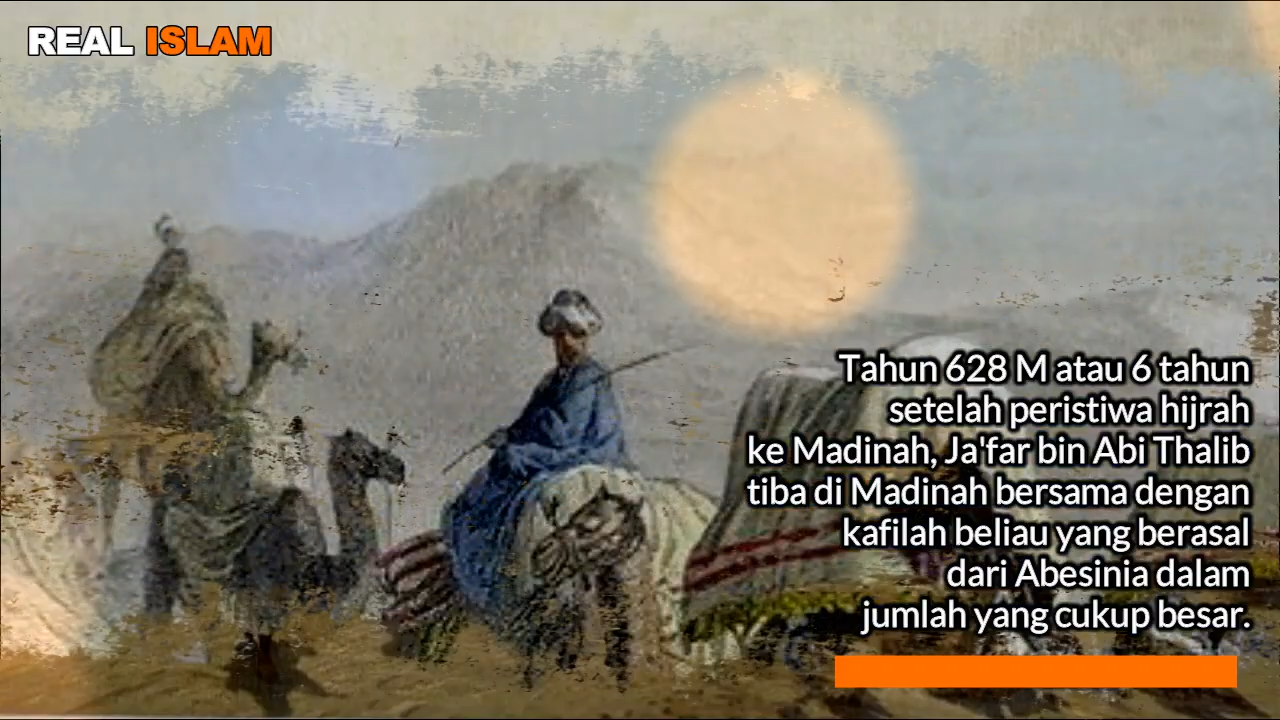 REAL ISLAM
Tahun 628 M atau 6 tahun
setelah peristiwa hijrah
ke Madinah, Ja'far bin Abi Thalib
tiba di Madinah bersama dengan
kafilah beliau yang berasal
dari Abesinia dalam
jumlah yang cukup besar.